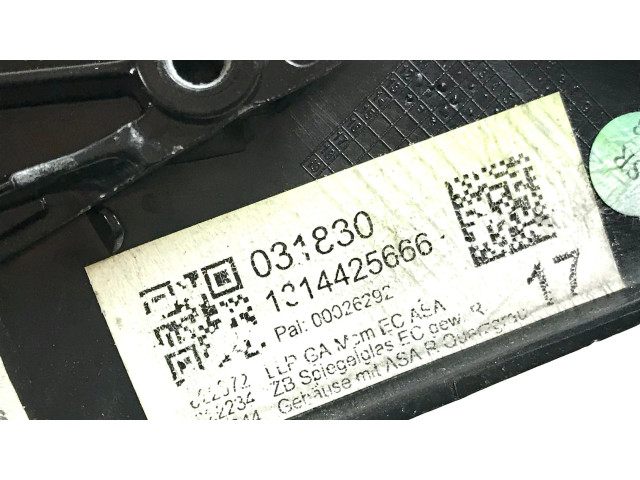 031830
1314425666
Pal: 00026292
17
LLP GA Mem EC ASA
ZB Spiegelglas EC gew. R
Gehäuse mit ASA R